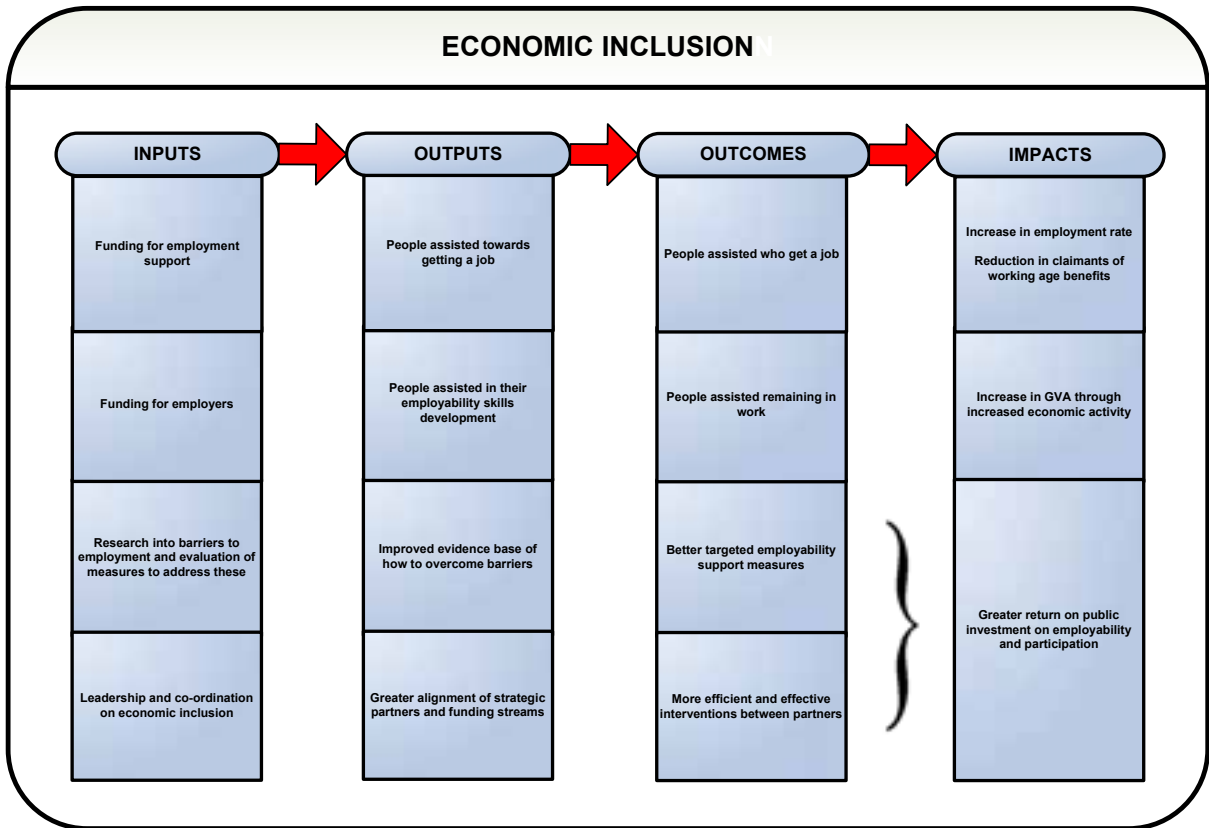 ECONOMIC INCLUSION
INPUTS
OUTPUTS
OUTCOMES
IMPACTS
Funding for employment
support
People assisted towards
getting a job
People assisted who get a job
Increase in employment rate
Reduction in claimants of
working age benefits
Funding for employers
People assisted in their
employability skills
development
People assisted remaining in
work
Increase in GVA through
increased economic activity
Research into barriers to
employment and evaluation of
measures to address these
Improved evidence base of
how to overcome barriers
Better targeted employability
support measures
Greater return on public
investment on employability
and participation
Leadership and co-ordination
on economic inclusion
Greater alignment of strategic
partners and funding streams
More efficient and effective
interventions between partners